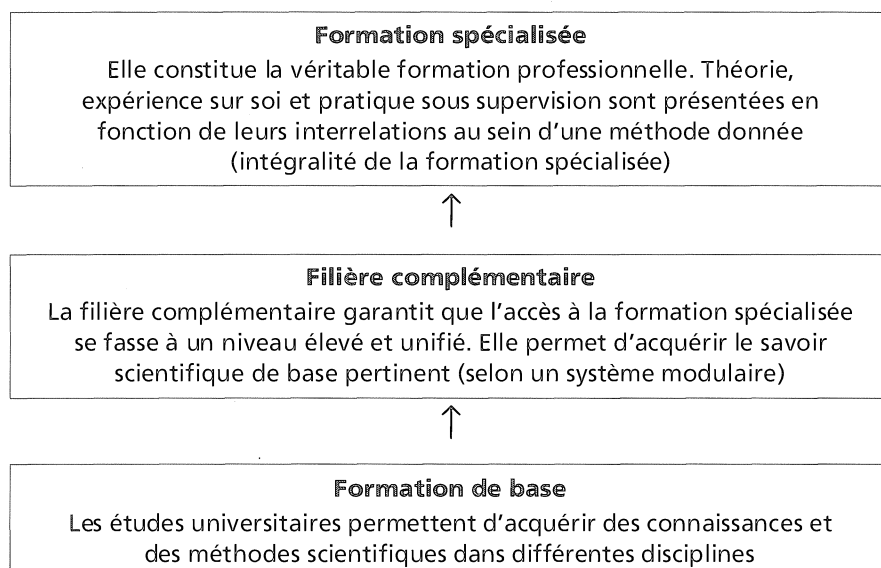 Formation spécialisée
Elle constitue la véritable formation professionnelle. Théorie,
expérience sur soi et pratique sous supervision sont présentées en
fonction de leurs interrelations au sein d'une méthode donnée
(intégralité de la formation spécialisée)
Filière complémentaire
La filière complémentaire garantit que l'accès à la formation spécialisée
se fasse à un niveau élevé et unifié. Elle permet d'acquérir le savoir
scientifique de base pertinent (selon un système modulaire)
Formation de base
Les études universitaires permettent d'acquérir des connaissances et
des méthodes scientifiques dans différentes disciplines